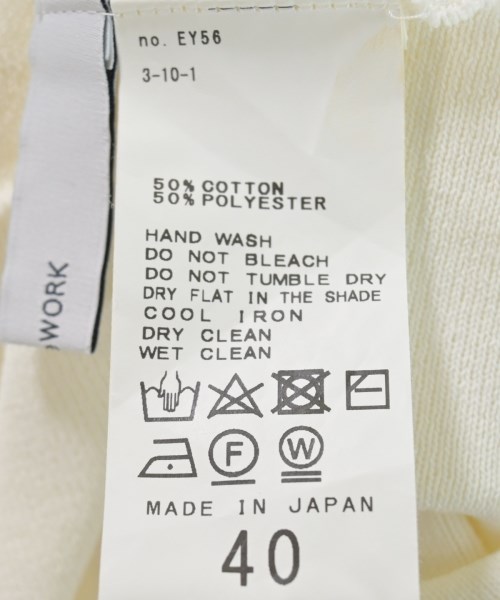 no. EY56
3-10-1
50% COTTON
50% POLYESTER
HAND WASH
DO NOT BLEACH
DO NOT TUMBLE DRY
DRY FLAT IN THE SHADE
COOL IRON
DRY CLEAN
WET CLEAN
F
W
MADE IN JAPAN
40